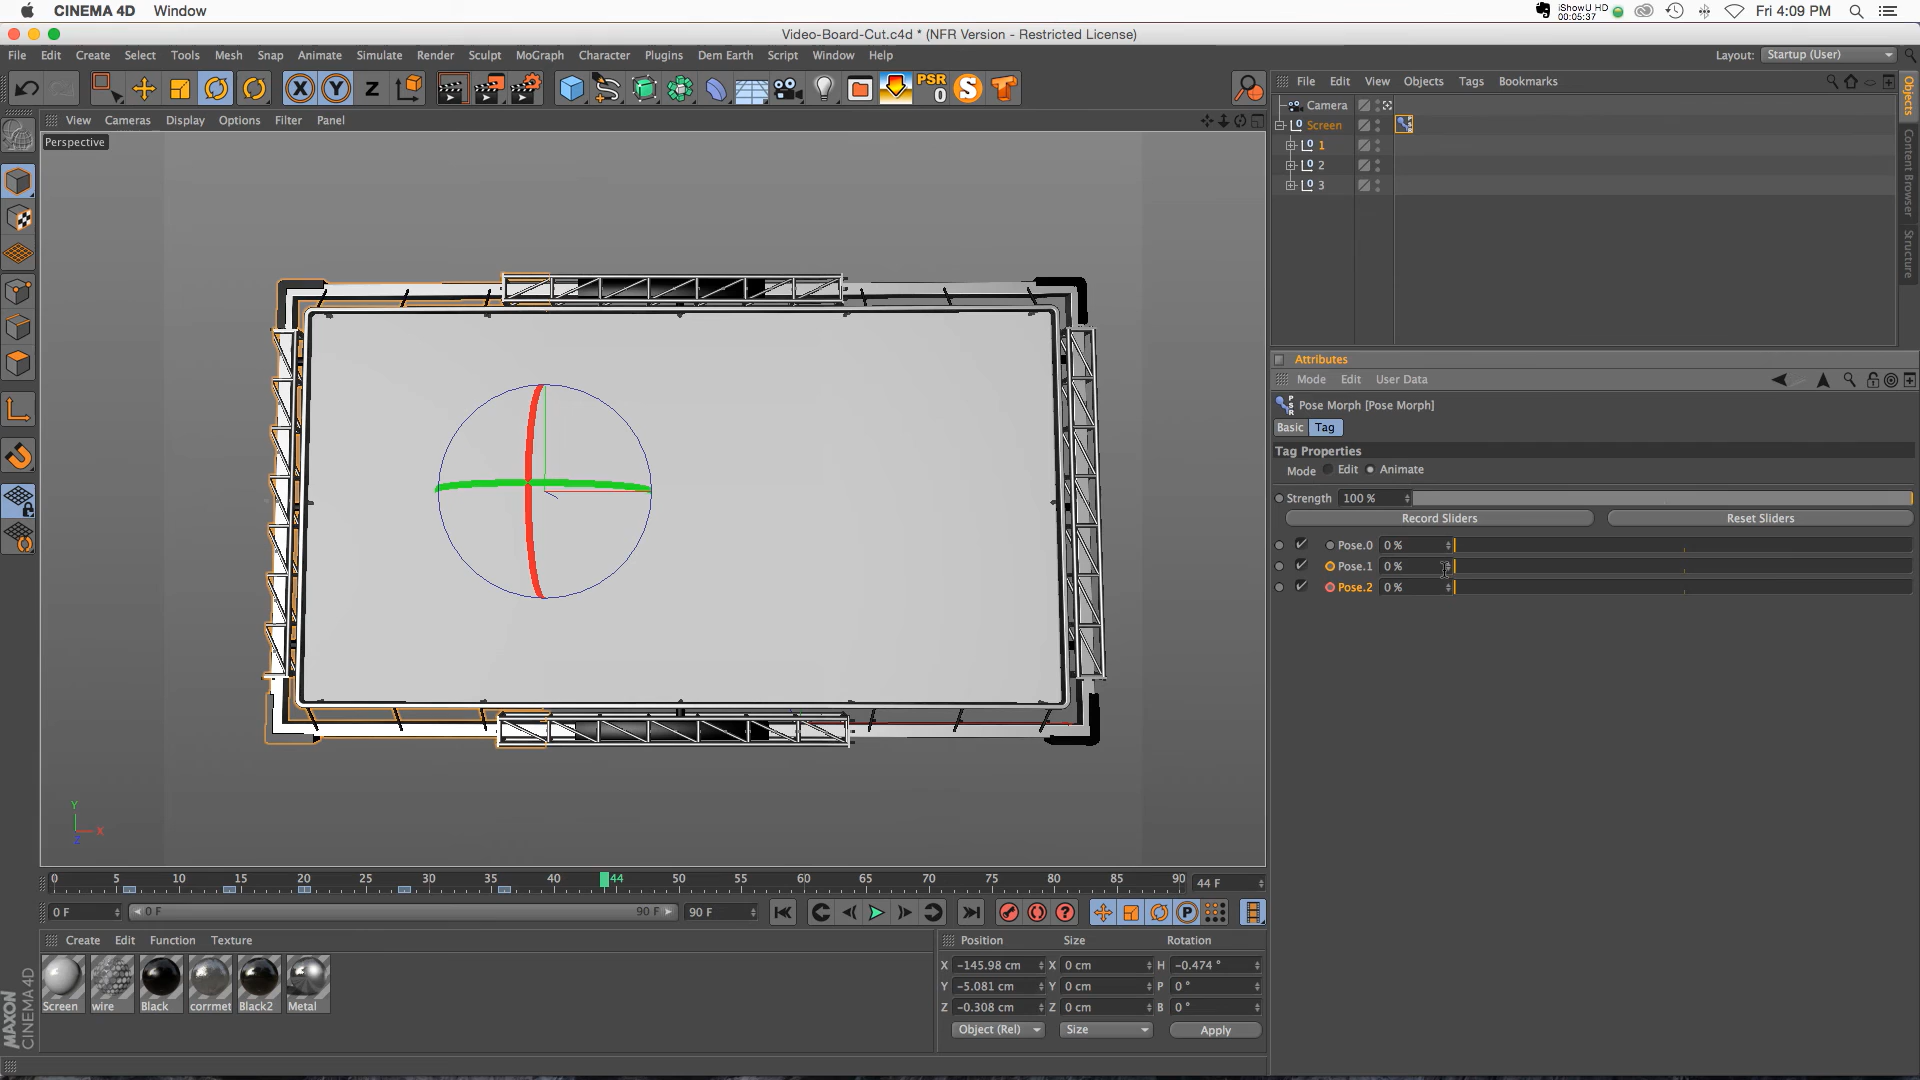 CINEMA 4D Window
iShowU HD
00:05:37
Fri 4:09 PM
Video-Board-Cut.c4d * (NFR Version - Restricted License)
File Edit Create Select Tools Mesh Snap Animate Simulate Render Sculpt MoGraph Character Plugins Dem Earth Script Window Help
Layout: Startup (User)
X Y Z
PSR
0
S
File Edit View Objects Tags Bookmarks
View Cameras Display Options Filter Panel
Perspective
Camera
Screen
1
2
3
Objects
Content Browser
Structure
Attributes
Mode Edit User Data
Pose Morph [Pose Morph]
Basic Tag
Tag Properties
Mode Edit Animate
Strength 100 %
Record Sliders Reset Sliders
Pose.0 0 %
Pose.1 0 %
Pose.2 0 %
Y
X
Z
0 5 10 15 20 25 30 35 40 44 50 55 60 65 70 75 80 85 90
44 F
0 F 0 F 90 F 90 F
P
Create Edit Function Texture
Position Size Rotation
X -145.98 cm X 0 cm H -0.474 °
Y -5.081 cm Y 0 cm P 0 °
Z -0.308 cm Z 0 cm B 0 °
Object (Rel) Size Apply
Screen wire Black corrmet Black2 Metal
MAXON
CINEMA 4D